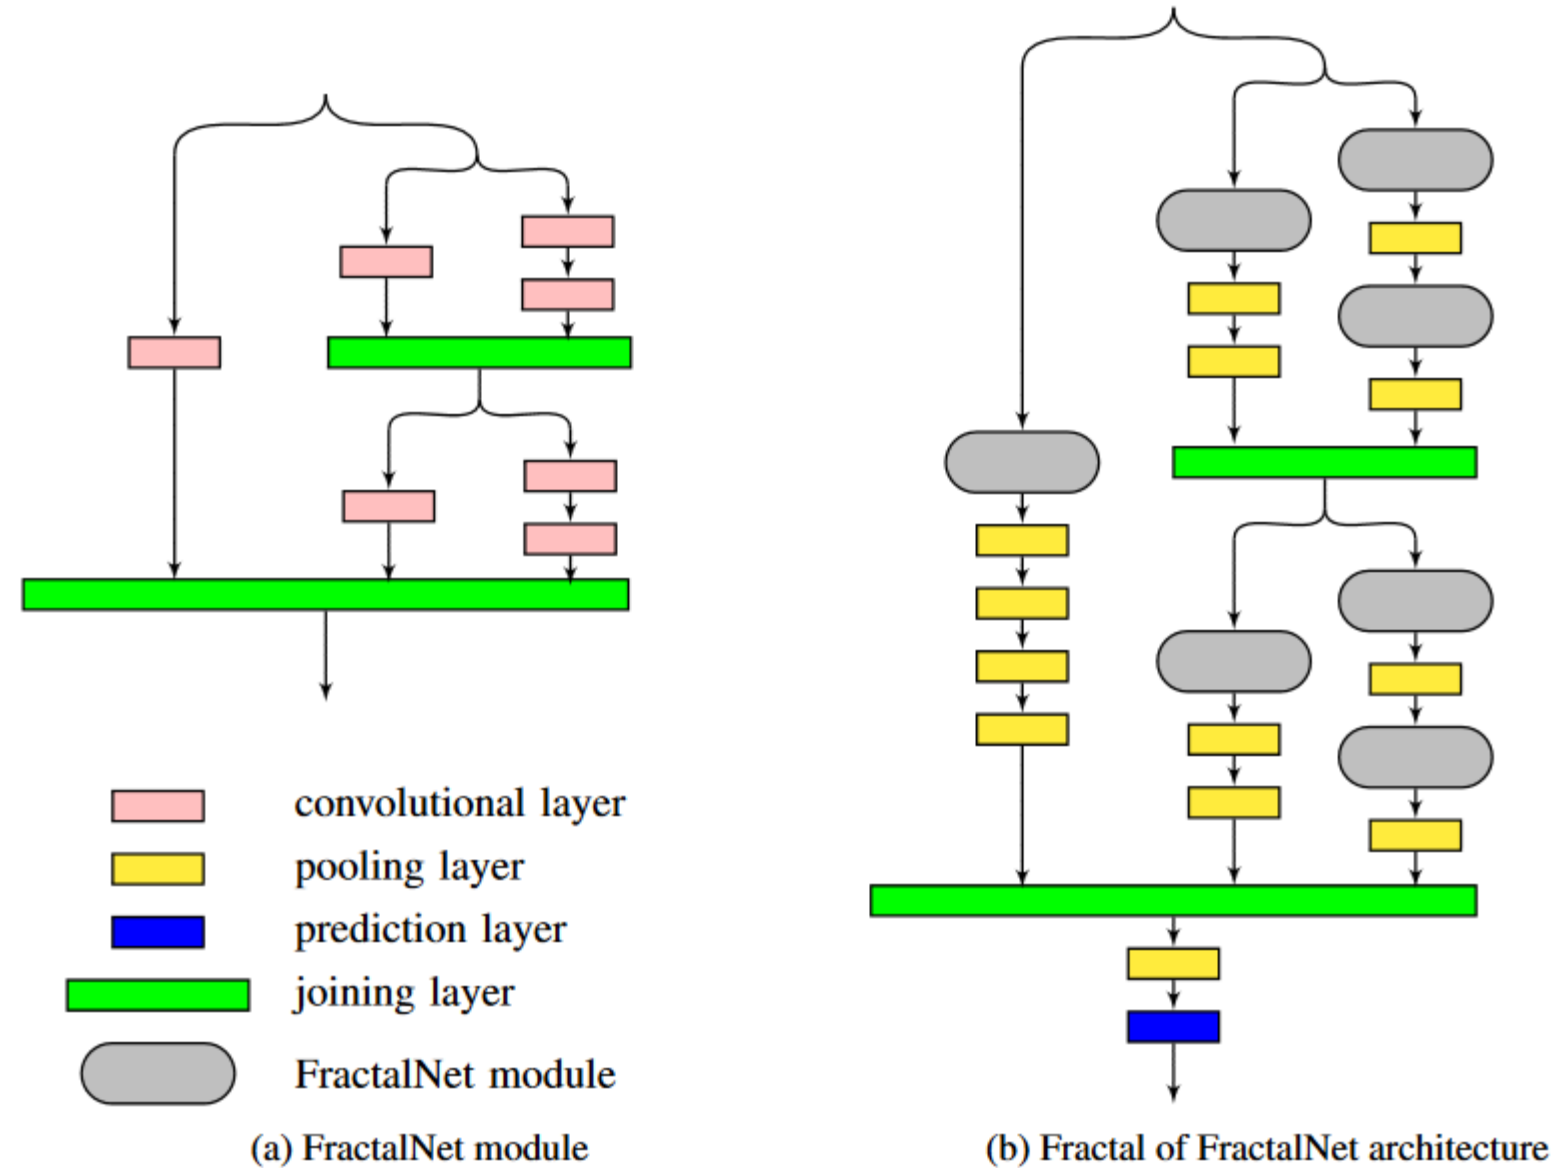 convolutional layer
pooling layer
prediction layer
joining layer
FractalNet module
(a) FractalNet module
(b) Fractal of FractalNet architecture